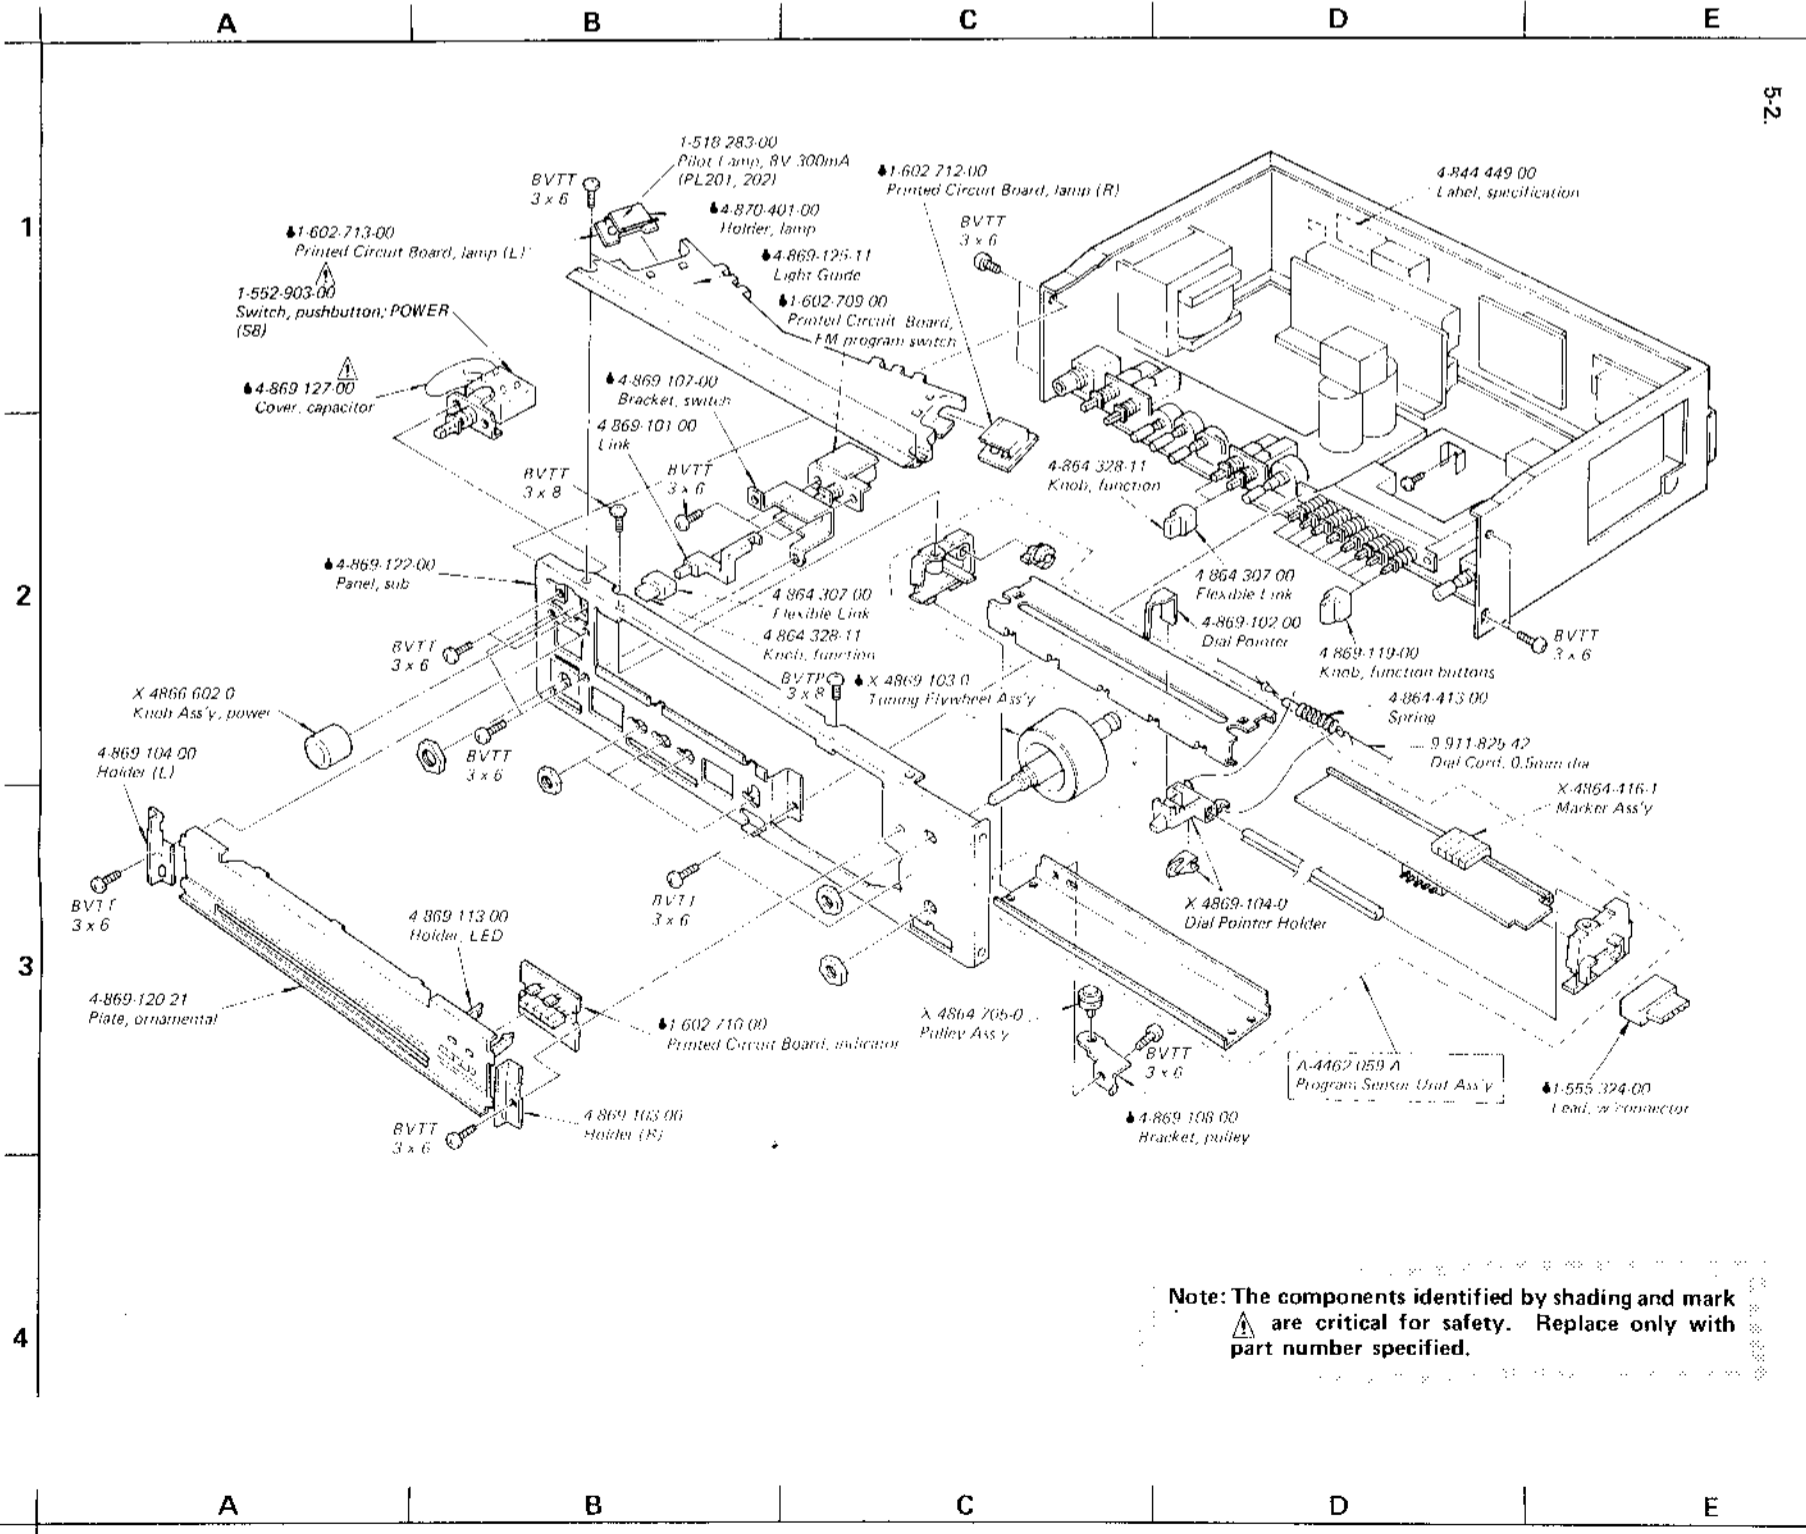 A B C D E
5-2.
1
1-518 283-00
Pilot Lamp, 8V 300mA
(PL201, 202)
BVTT
3 x 6
4-870-401-00
Holder, lamp
1-602 712-00
Printed Circuit Board, lamp (R)
BVTT
3 x 6
4-844 449 00
Label, specification
1-602-713-00
Printed Circuit Board, lamp (L)
4-869-125-11
Light Guide
1-552-903-00
Switch, pushbutton; POWER
(S8)
1-602-709 00
Printed Circuit Board,
FM program switch
4-869 127-00
Cover, capacitor
4-869 107-00
Bracket, switch
4 869-101 00
Link
BVTT
3 x 8
BVTT
3 x 6
4-864 328-11
Knob, function
2
4-869-122-00
Panel, sub
4 864 307 00
Flexible Link
4 864 328-11
Knob, function
4 864 307 00
Flexible Link
4-869-102 00
Dial Pointer
4 869-119-00
Knob, function buttons
BVTT
3 x 6
BVTT
3 x 6
X 4866 602 0
Knob Ass'y, power
BVTP
3 x 8
X 4869 103 0
Tuning Flywheel Ass'y
4-864-413 00
Spring
9 911-825 42
Dial Cord, 0.5mm dia
4-869 104 00
Holder (L)
BVTT
3 x 6
X-4864-416-1
Marker Ass'y
BVTT
3 x 6
BVTT
3 x 6
X 4869-104-0
Dial Pointer Holder
3
4 869 113 00
Holder, LED
4-869-120 21
Plate, ornamental
1 602 710 00
Printed Circuit Board, indicator
X 4864 705-0
Pulley Ass'y
BVTT
3 x 6
A-4462 059 A
Program Sensor Unit Ass'y
1-555 324-00
Lead, w/connector
4 869 103 00
Holder (R)
BVTT
3 x 6
4-869 108 00
Bracket, pulley
4
Note: The components identified by shading and mark
⚠ are critical for safety. Replace only with
part number specified.
A B C D E